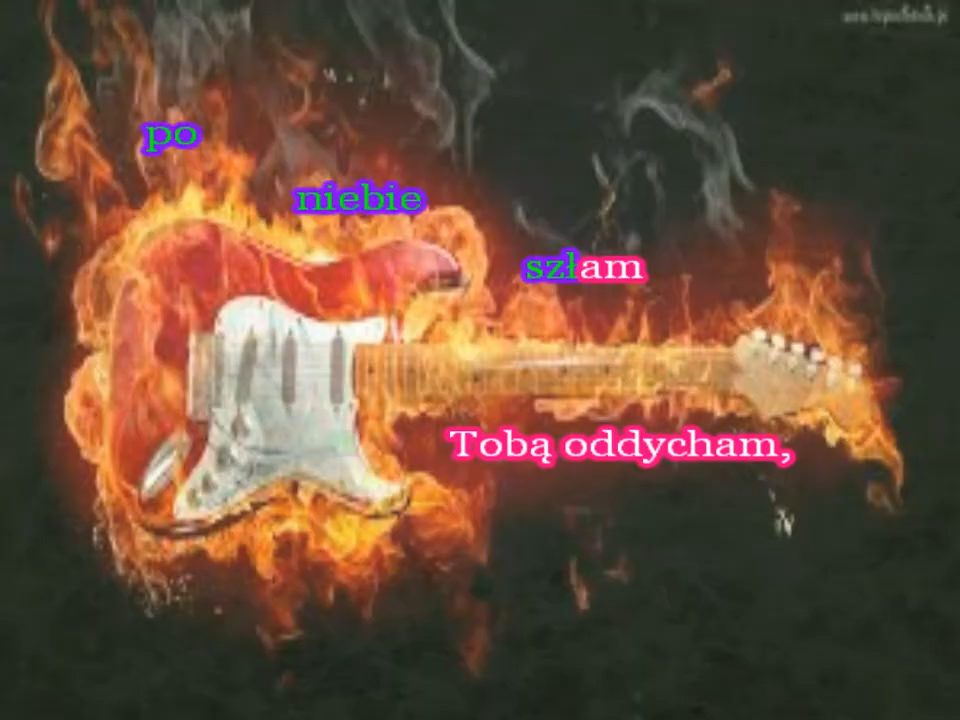 po
niebie
szłam
Tobą oddycham,